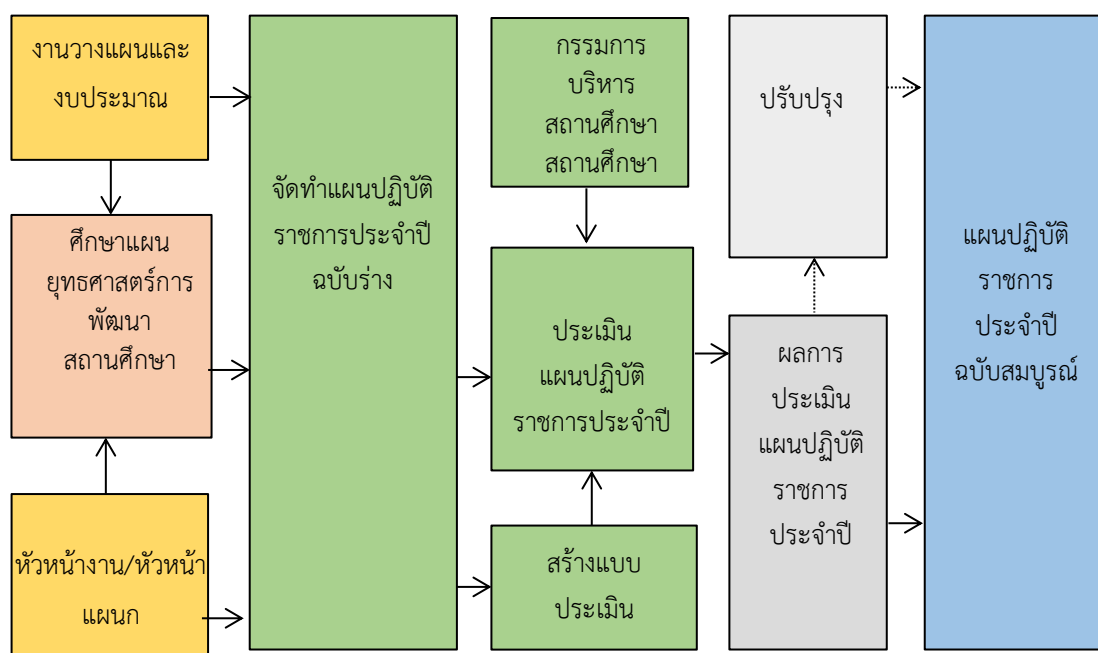 งานวางแผนและ
งบประมาณ
ศึกษาแผน
ยุทธศาสตร์การ
พัฒนา
สถานศึกษา
หัวหน้างาน/หัวหน้า
แผนก
จัดทำแผนปฏิบัติ
ราชการประจำปี
ฉบับร่าง
กรรมการ
บริหาร
สถานศึกษา
สถานศึกษา
ประเมิน
แผนปฏิบัติ
ราชการประจำปี
สร้างแบบ
ประเมิน
ปรับปรุง
ผลการ
ประเมิน
แผนปฏิบัติ
ราชการ
ประจำปี
แผนปฏิบัติ
ราชการ
ประจำปี
ฉบับสมบูรณ์